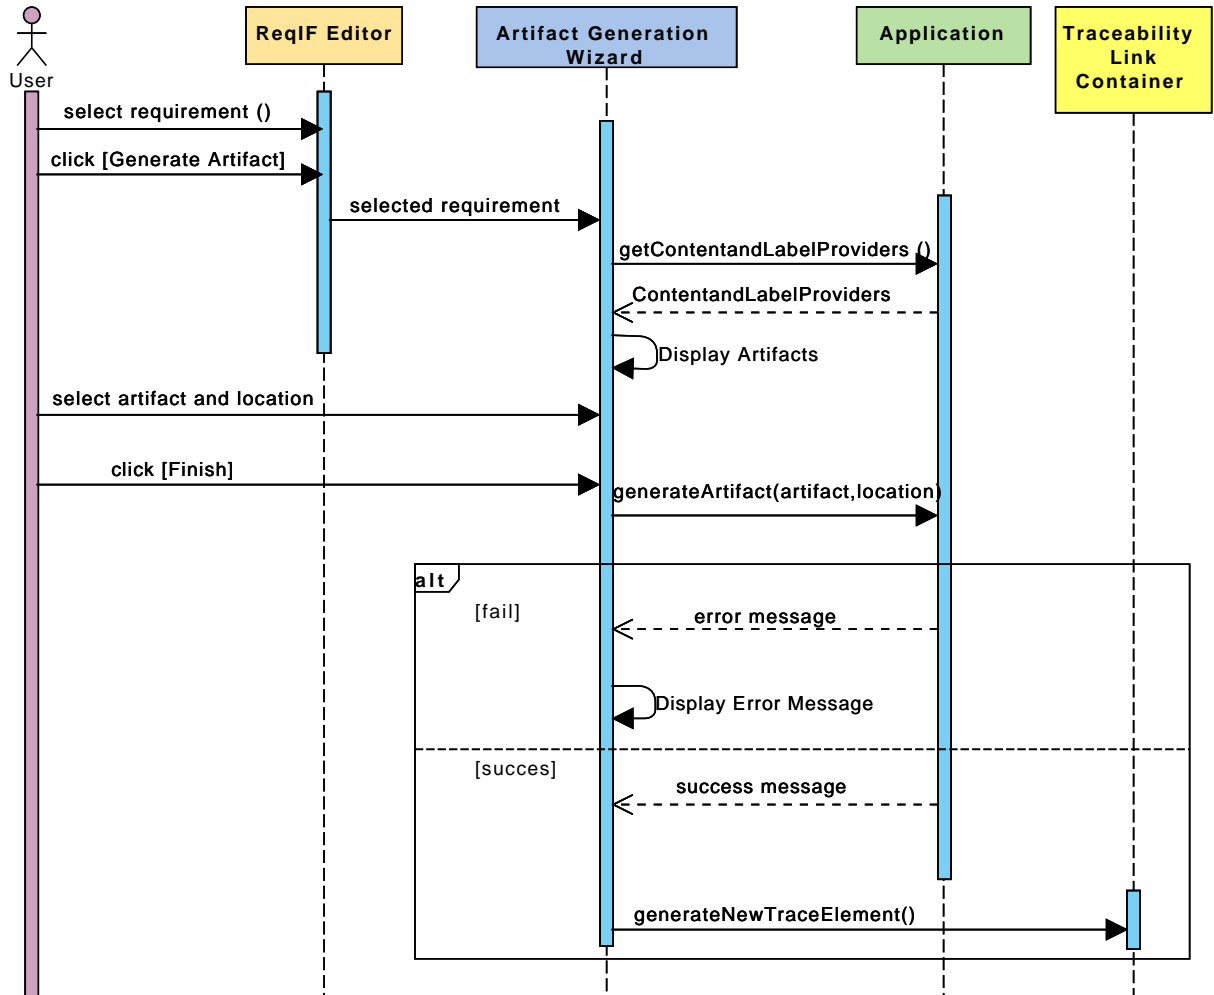 User
ReqIF Editor
Artifact Generation
Wizard
Application
Traceability
Link
Container
select requirement ()
click [Generate Artifact]
selected requirement
getContentandLabelProviders ()
ContentandLabelProviders
Display Artifacts
select artifact and location
click [Finish]
generateArtifact(artifact,location)
alt
[fail]
error message
Display Error Message
[succes]
success message
generateNewTraceElement()